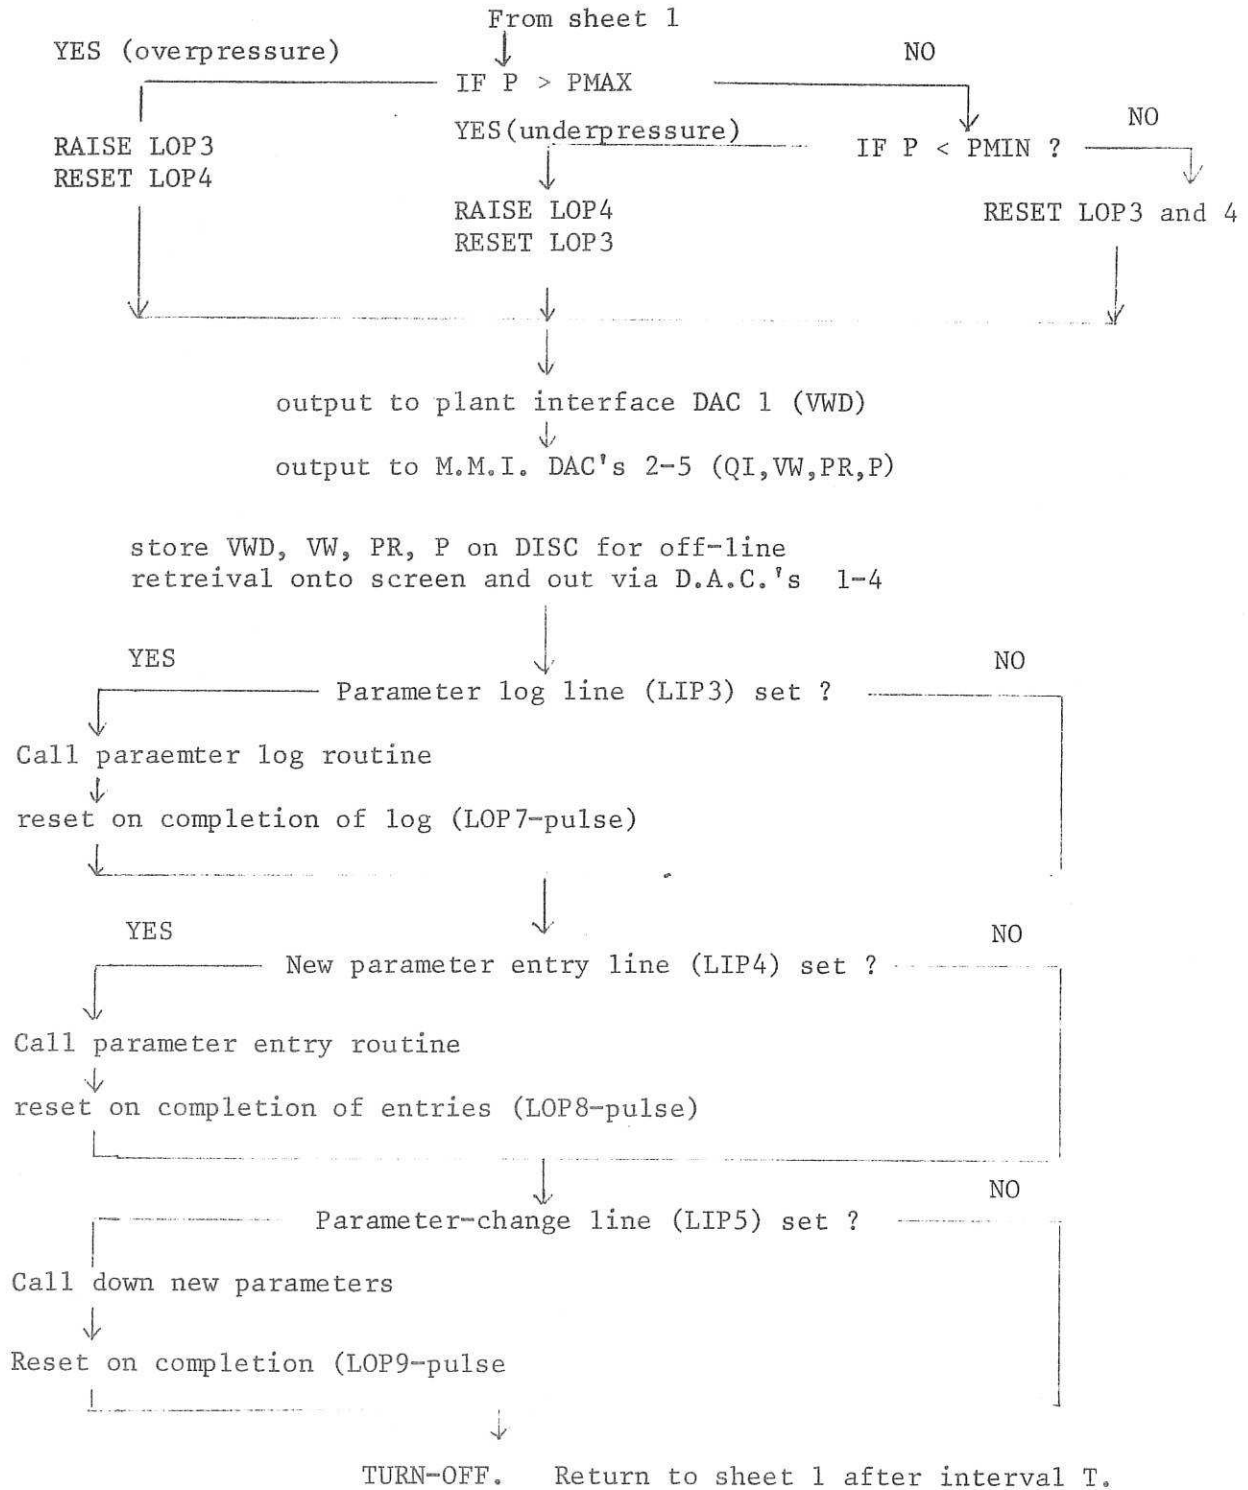 From sheet 1
YES (overpressure)
NO
IF P > PMAX
YES(underpressure)
NO
RAISE LOP3
IF P < PMIN ?
RESET LOP4
RAISE LOP4
RESET LOP3 and 4
RESET LOP3
output to plant interface DAC 1 (VWD)
output to M.M.I. DAC's 2-5 (QI,VW,PR,P)
store VWD, VW, PR, P on DISC for off-line
retreival onto screen and out via D.A.C.'s 1-4
YES
NO
Parameter log line (LIP3) set ?
Call paraemter log routine
reset on completion of log (LOP7-pulse)
YES
NO
New parameter entry line (LIP4) set ?
Call parameter entry routine
reset on completion of entries (LOP8-pulse)
NO
Parameter-change line (LIP5) set ?
Call down new parameters
Reset on completion (LOP9-pulse
TURN-OFF. Return to sheet 1 after interval T.